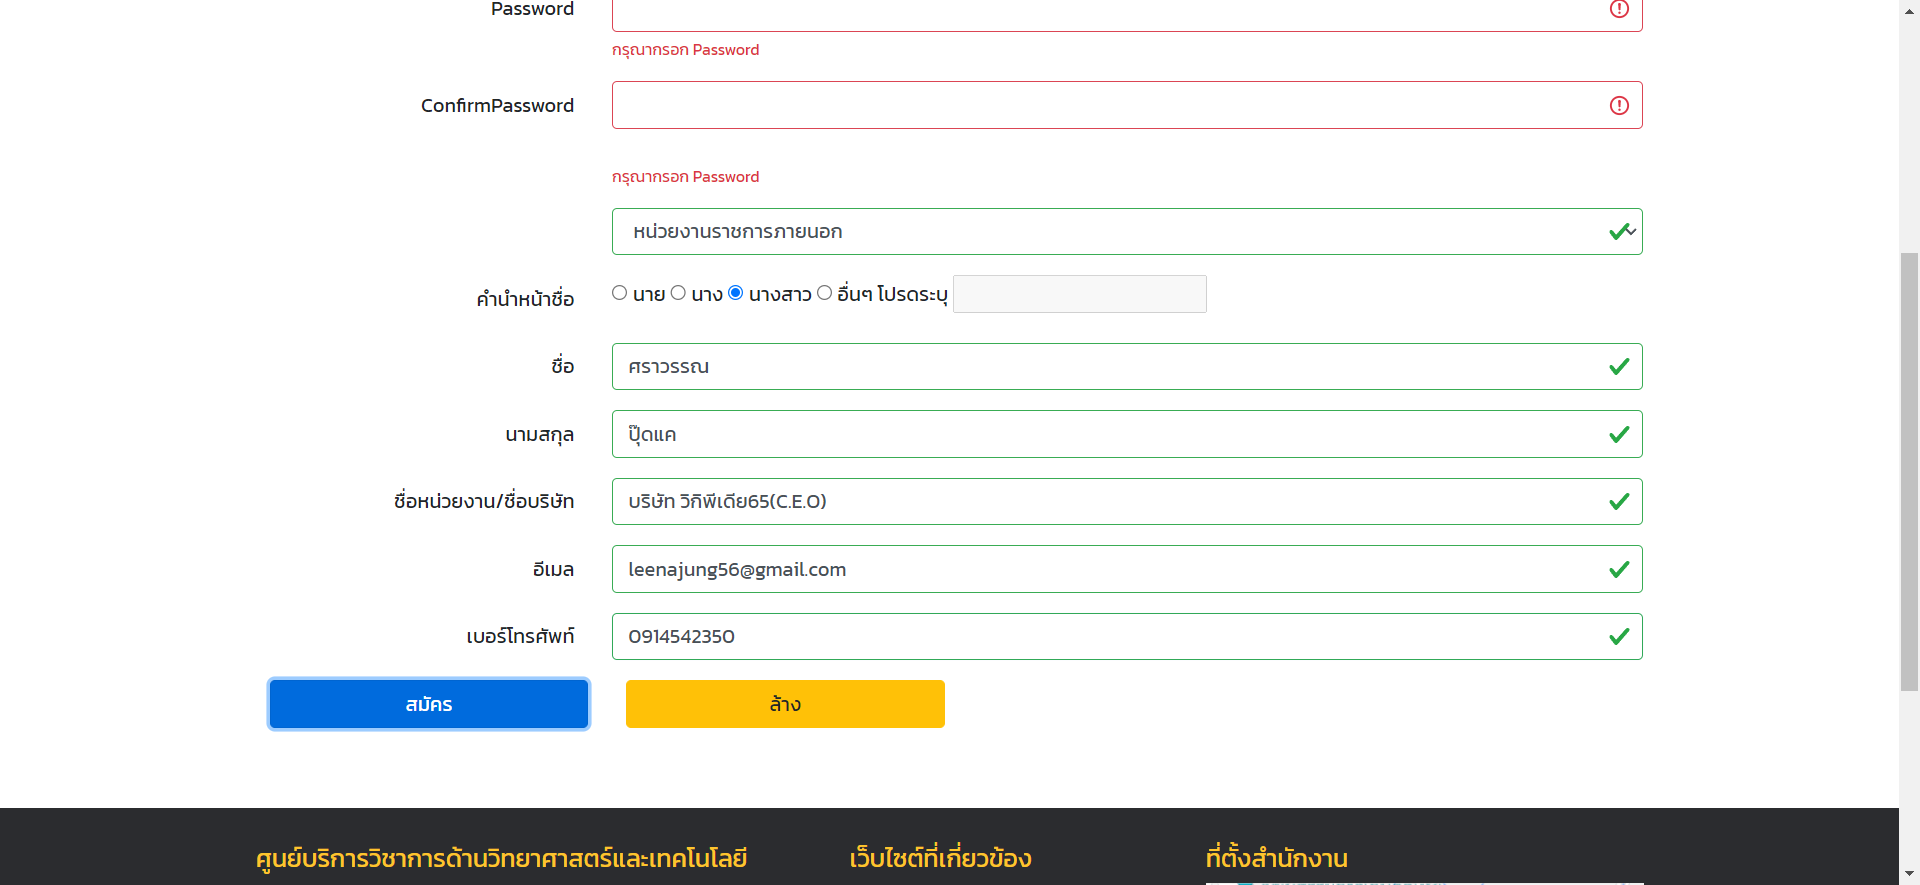 Password
กรุณากรอก Password
ConfirmPassword
กรุณากรอก Password
หน่วยงานราชการภายนอก
คำนำหน้าชื่อ นาย นาง นางสาว อื่นๆ โปรดระบุ
ชื่อ ศราวรรณ
นามสกุล ปุ๊ดแค
ชื่อหน่วยงาน/ชื่อบริษัท บริษัท วิกิพีเดีย65(C.E.O)
อีเมล leenajung56@gmail.com
เบอร์โทรศัพท์ 0914542350
สมัคร ล้าง
ศูนย์บริการวิชาการด้านวิทยาศาสตร์และเทคโนโลยี เว็บไซต์ที่เกี่ยวข้อง ที่ตั้งสำนักงาน